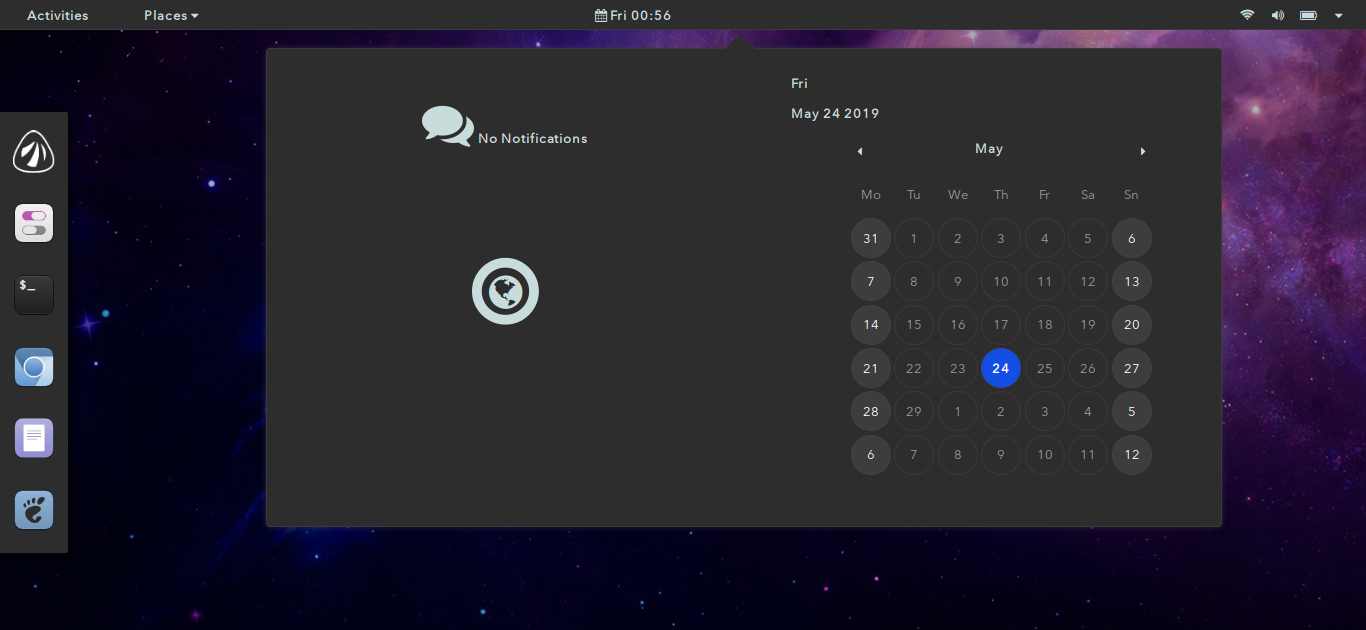 Activities Places Fri 00:56
Fri
May 24 2019
No Notifications
May
Mo Tu We Th Fr Sa Sn
31 1 2 3 4 5 6
7 8 9 10 11 12 13
14 15 16 17 18 19 20
21 22 23 24 25 26 27
28 29 1 2 3 4 5
6 7 8 9 10 11 12
$_